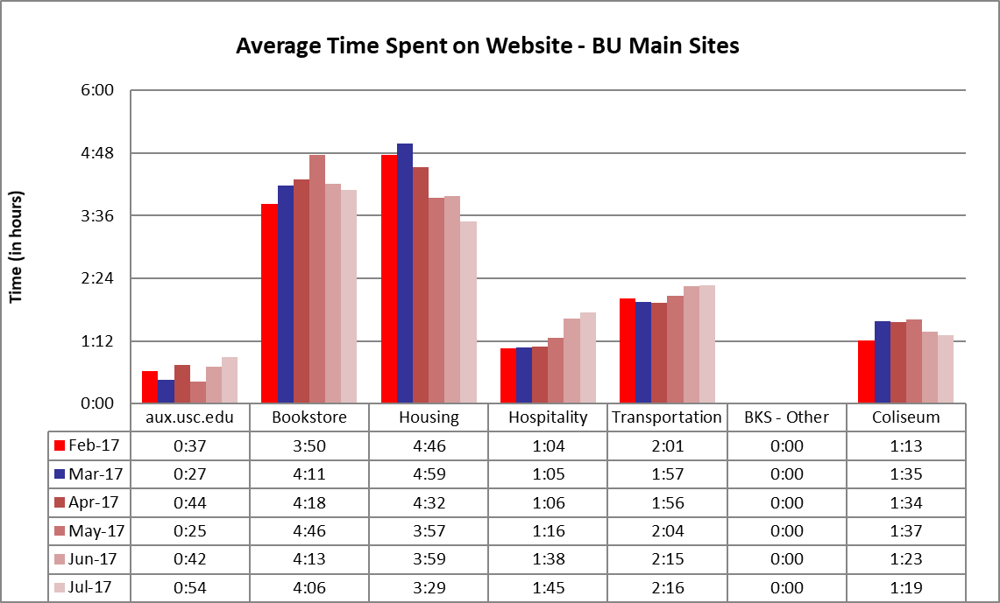 Average Time Spent on Website - BU Main Sites
Time (in hours)
6:00
4:48
3:36
2:24
1:12
0:00
aux.usc.edu Bookstore Housing Hospitality Transportation BKS - Other Coliseum
Feb-17 0:37 3:50 4:46 1:04 2:01 0:00 1:13
Mar-17 0:27 4:11 4:59 1:05 1:57 0:00 1:35
Apr-17 0:44 4:18 4:32 1:06 1:56 0:00 1:34
May-17 0:25 4:46 3:57 1:16 2:04 0:00 1:37
Jun-17 0:42 4:13 3:59 1:38 2:15 0:00 1:23
Jul-17 0:54 4:06 3:29 1:45 2:16 0:00 1:19